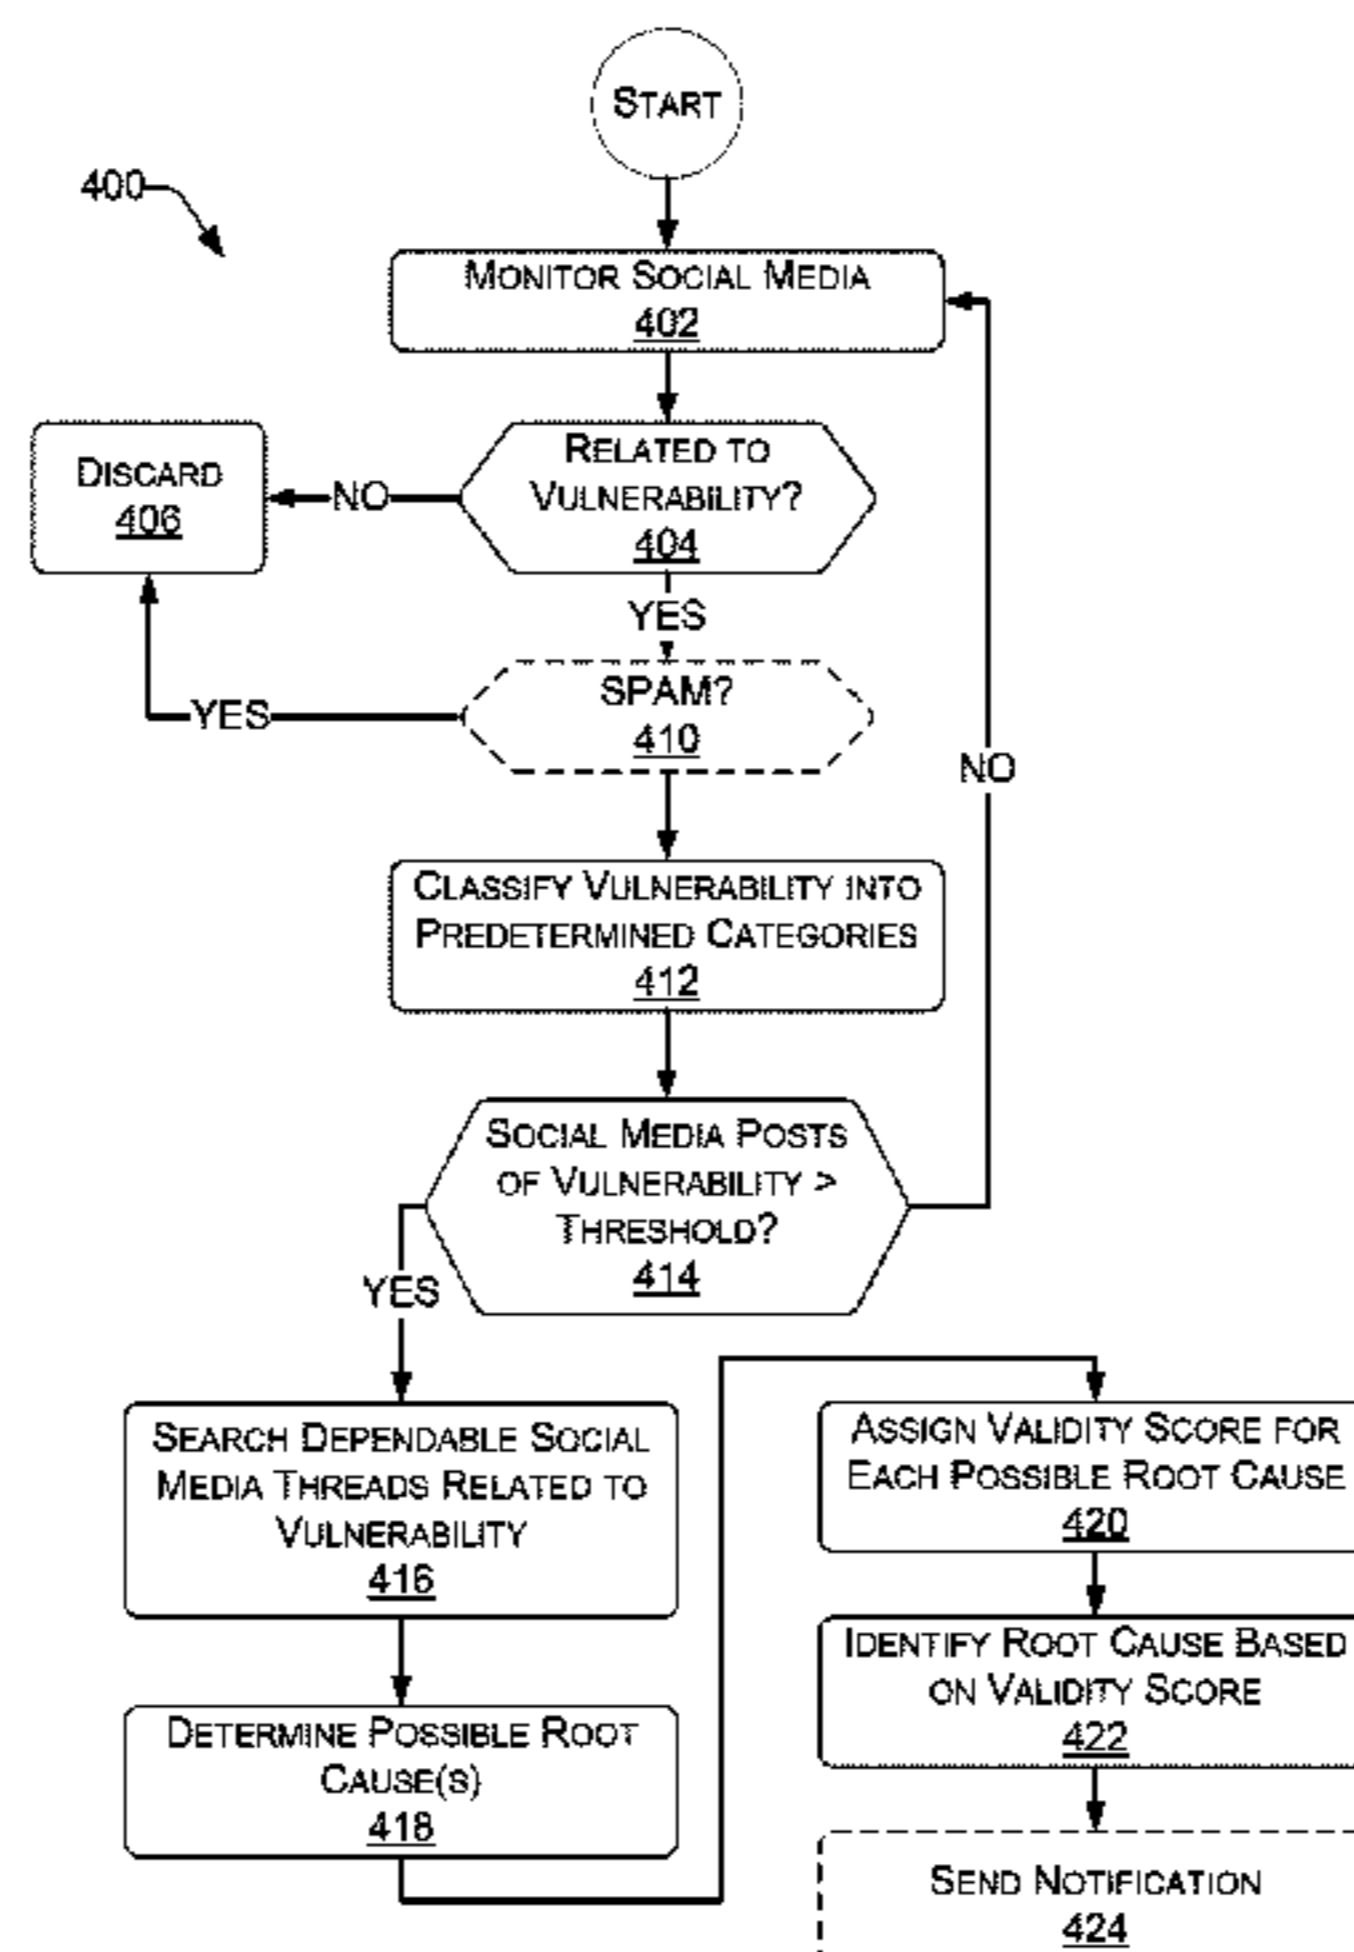 START
400
MONITOR SOCIAL MEDIA
402
RELATED TO
VULNERABILITY?
404
NO
DISCARD
406
YES
SPAM?
410
YES
NO
CLASSIFY VULNERABILITY INTO
PREDETERMINED CATEGORIES
412
SOCIAL MEDIA POSTS
OF VULNERABILITY >
THRESHOLD?
414
YES
SEARCH DEPENDABLE SOCIAL
MEDIA THREADS RELATED TO
VULNERABILITY
416
DETERMINE POSSIBLE ROOT
CAUSE(S)
418
ASSIGN VALIDITY SCORE FOR
EACH POSSIBLE ROOT CAUSE
420
IDENTIFY ROOT CAUSE BASED
ON VALIDITY SCORE
422
SEND NOTIFICATION
424